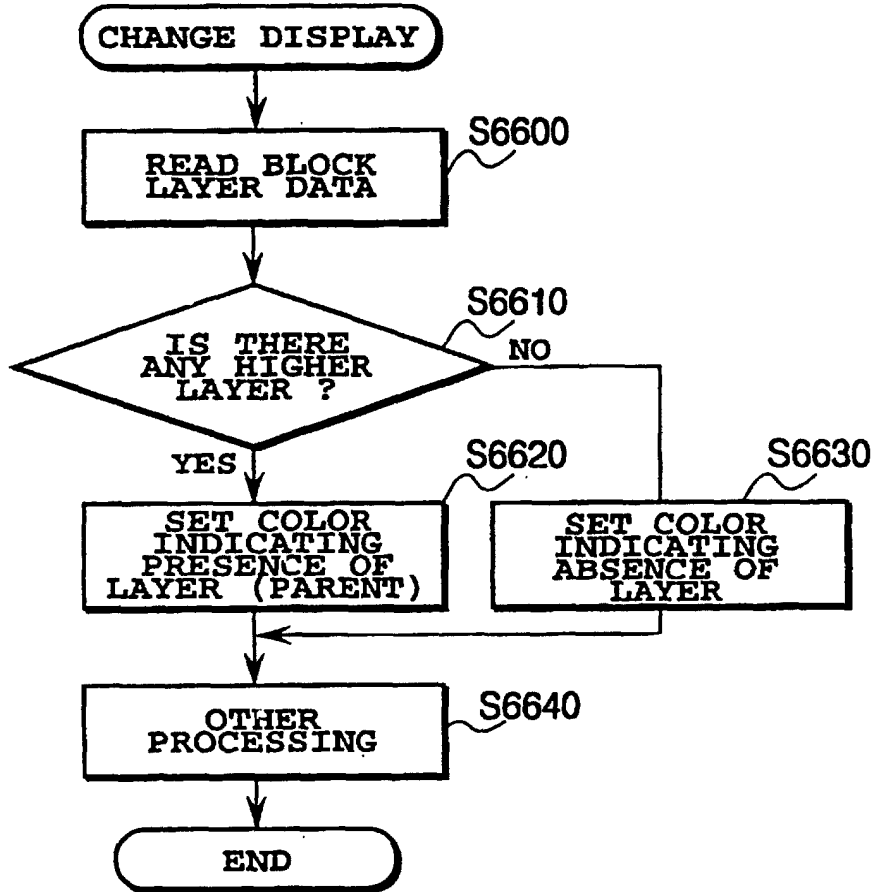 CHANGE DISPLAY
S6600
READ BLOCK
LAYER DATA
S6610
IS THERE
ANY HIGHER
LAYER ?
NO
YES
S6620
SET COLOR
INDICATING
PRESENCE OF
LAYER (PARENT)
S6630
SET COLOR
INDICATING
ABSENCE OF
LAYER
S6640
OTHER
PROCESSING
END